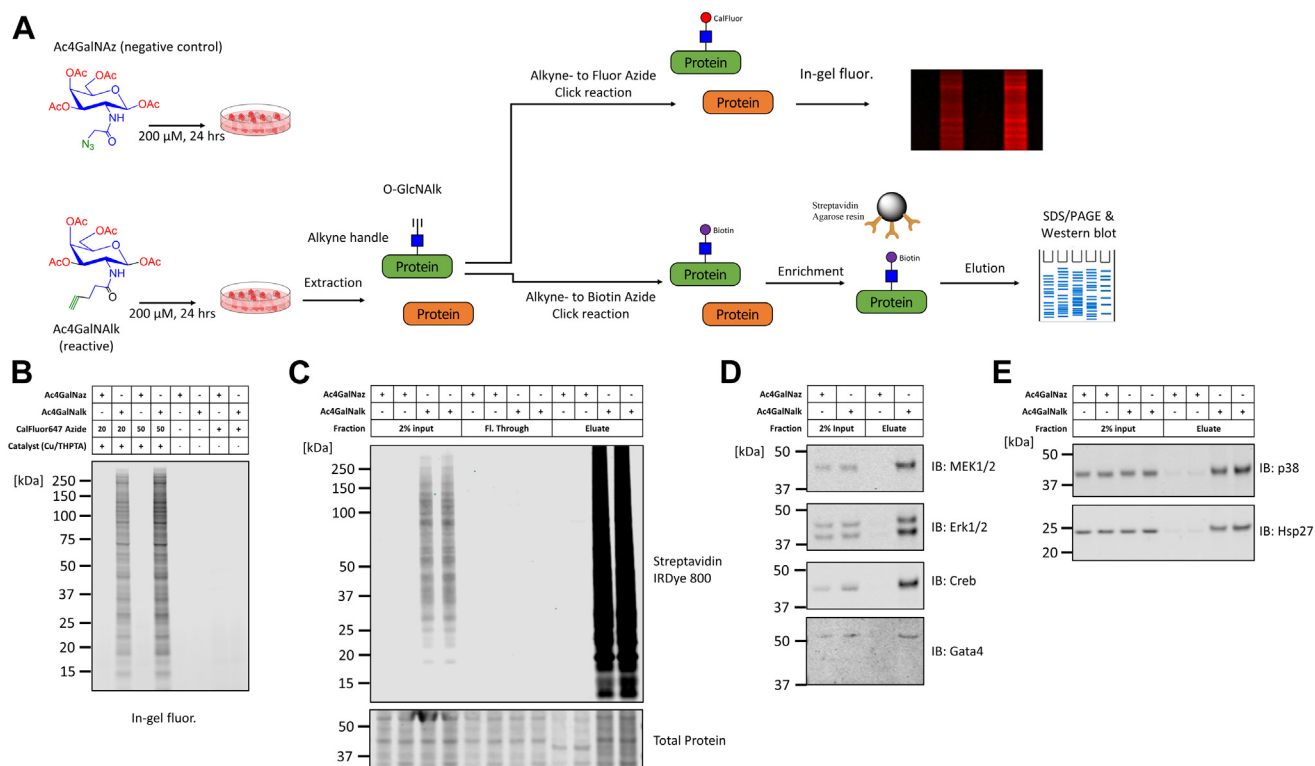 A
Ac4GalNAz (negative control)
OAc
OAc
AcO
OAc
NH
O
O
N3
200 µM, 24 hrs
OAc
OAc
AcO
OAc
NH
O
O
Ac4GalNAlk
(reactive)
200 µM, 24 hrs
Extraction
O-GlcNAlk
Alkyne handle
Protein
Protein
Alkyne- to Fluor Azide
Click reaction
CalFluor
Protein
Protein
In-gel fluor.
Alkyne- to Biotin Azide
Click reaction
Biotin
Protein
Protein
Streptavidin
Agarose resin
Enrichment
Biotin
Protein
Elution
SDS/PAGE &
Western blot
B
Ac4GalNaz + - + - + - + -
Ac4GalNalk - + - + - + - +
CalFluor647 Azide 20 20 50 50 - - + +
Catalyst (Cu/THPTA) + + + + - - - -
[kDa]
250
150
100
75
50
37
25
20
15
In-gel fluor.
C
Ac4GalNaz + + - - + + - - + + - -
Ac4GalNalk - - + + - - + + - - + +
Fraction 2% input Fl. Through Eluate
[kDa]
250
150
100
50
37
25
20
15
Streptavidin
IRDye 800
50
37
Total Protein
D
Ac4GalNaz + - + -
Ac4GalNalk - + - +
Fraction 2% Input Eluate
[kDa]
50
37
IB: MEK1/2
50
37
IB: Erk1/2
50
37
IB: Creb
50
37
IB: Gata4
E
Ac4GalNaz + + - - + + - -
Ac4GalNalk - - + + - - + +
Fraction 2% input Eluate
[kDa]
50
37
IB: p38
25
20
IB: Hsp27